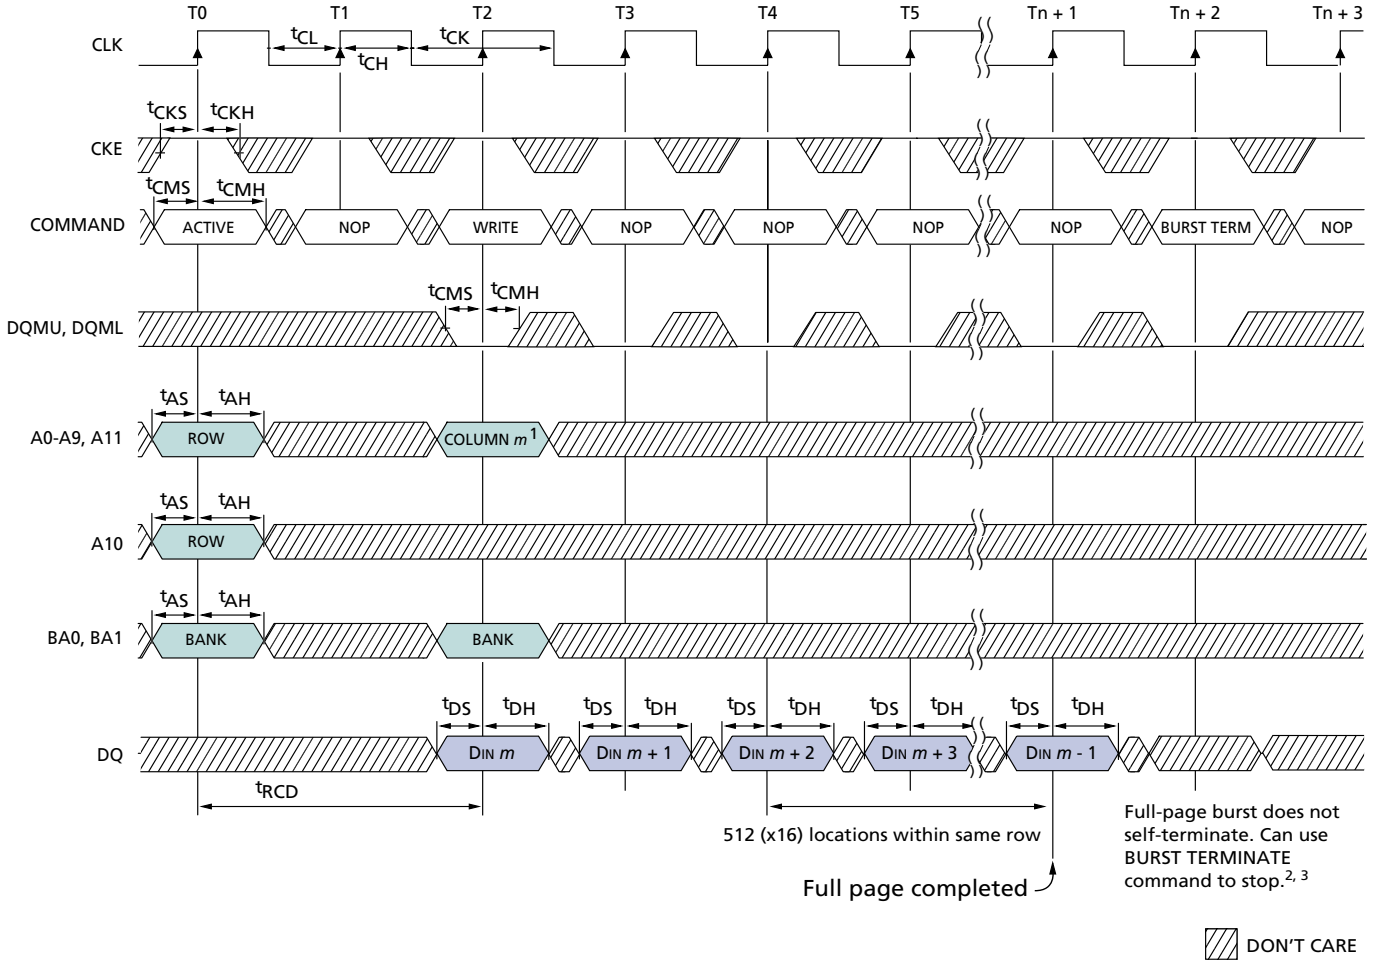 T0 T1 T2 T3 T4 T5 Tn + 1 Tn + 2 Tn + 3
CLK
tCL tCK
tCH
tCKS tCKH
CKE
tCMS tCMH
COMMAND ACTIVE NOP WRITE NOP NOP NOP NOP BURST TERM NOP
tCMS tCMH
DQMU, DQML
tAS tAH
A0-A9, A11 ROW COLUMN m1
tAS tAH
A10 ROW
tAS tAH
BA0, BA1 BANK BANK
tDS tDH tDS tDH tDS tDH tDS tDH tDS tDH
DQ DIN m DIN m + 1 DIN m + 2 DIN m + 3 DIN m - 1
tRCD
512 (x16) locations within same row
Full page completed
Full-page burst does not
self-terminate. Can use
BURST TERMINATE
command to stop.2, 3
DON'T CARE